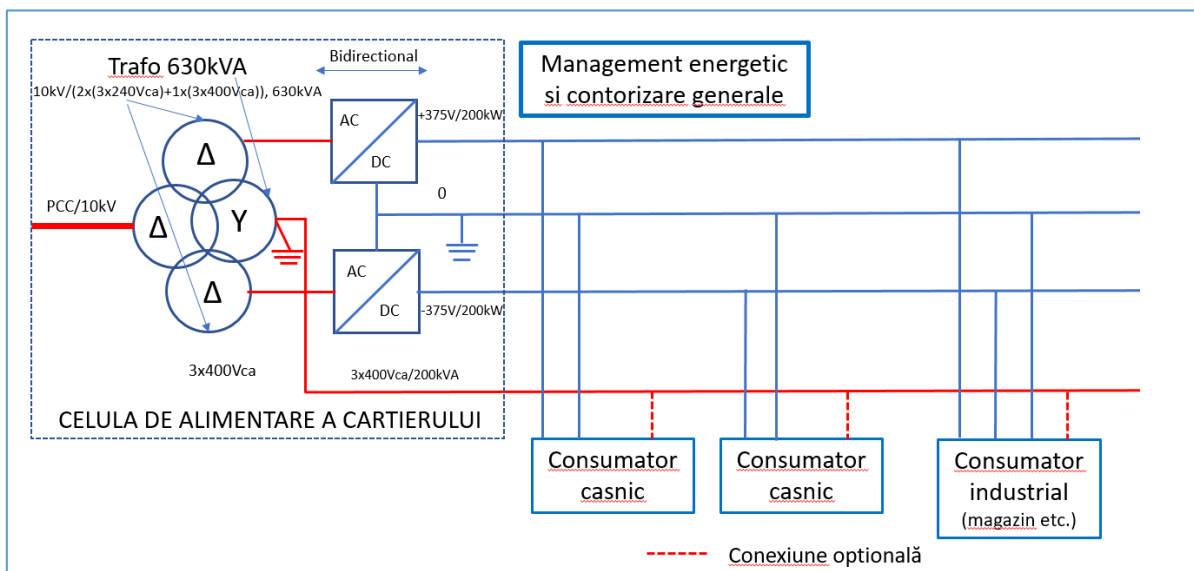 Trafo 630kVA
10kV/(2x(3x240Vca)+1x(3x400Vca)), 630kVA
Bidirectional
Management energetic
si contorizare generale
AC
DC
+375V/200kW
Δ
PCC/10kV
Δ
Y
0
Δ
AC
DC
-375V/200kW
3x400Vca
3x400Vca/200kVA
CELULA DE ALIMENTARE A CARTIERULUI
Consumator
casnic
Consumator
casnic
Consumator
industrial
(magazin etc.)
Conexiune optională